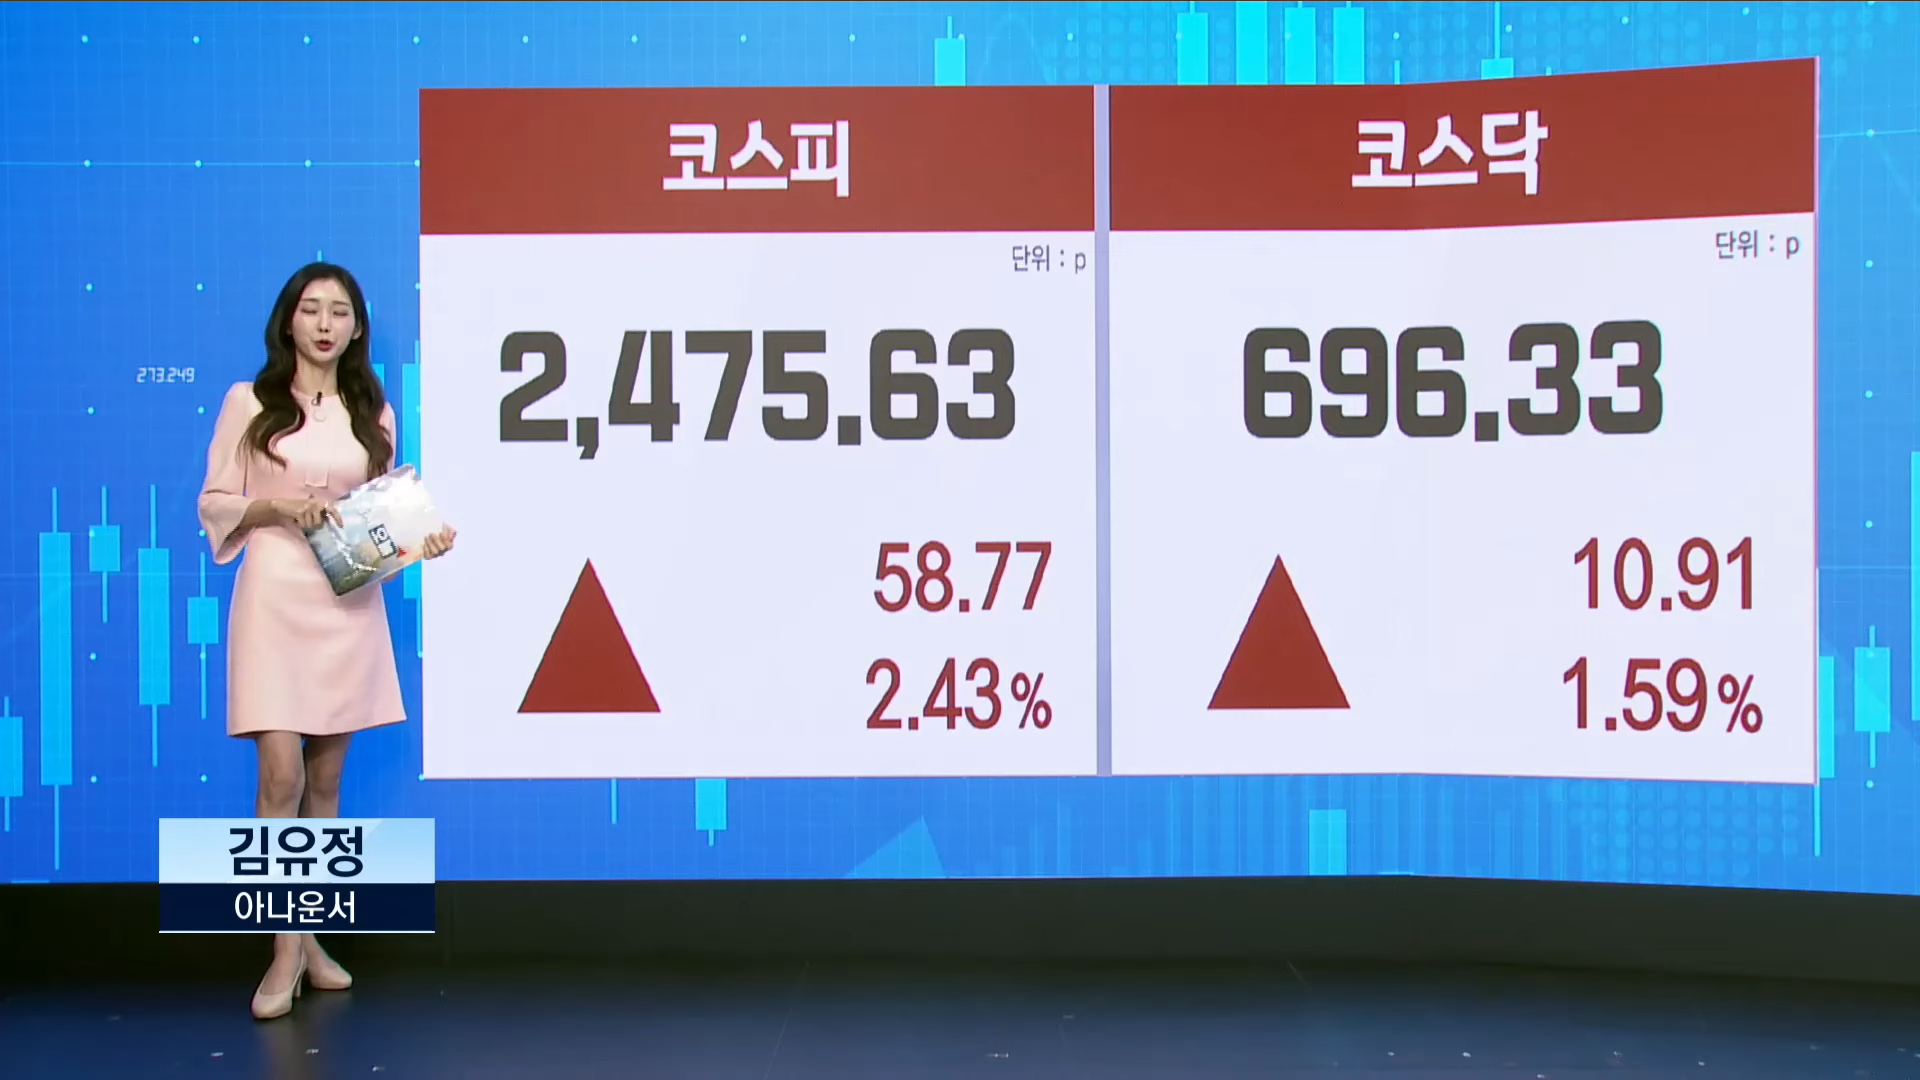 코스피
단위 : p
2,475.63
58.77
2.43%
코스닥
단위 : p
696.33
10.91
1.59%
273.249
김유정
아나운서